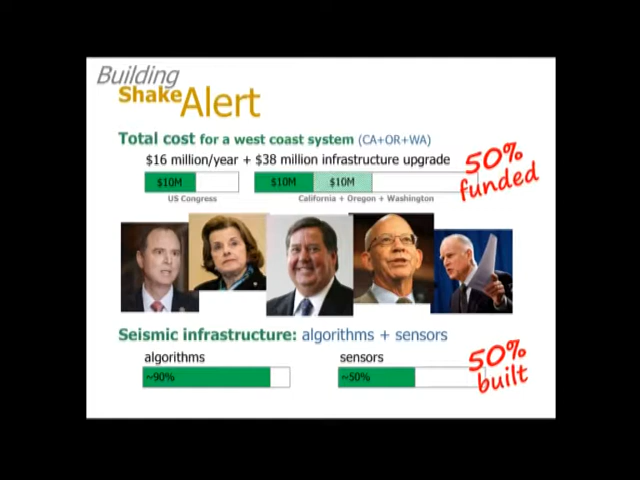 Building
ShakeAlert
Total cost for a west coast system (CA+OR+WA)
$16 million/year + $38 million infrastructure upgrade
50%
funded
$10M
$10M
$10M
US Congress
California + Oregon + Washington
Seismic infrastructure: algorithms + sensors
algorithms
sensors
50%
built
~90%
~50%